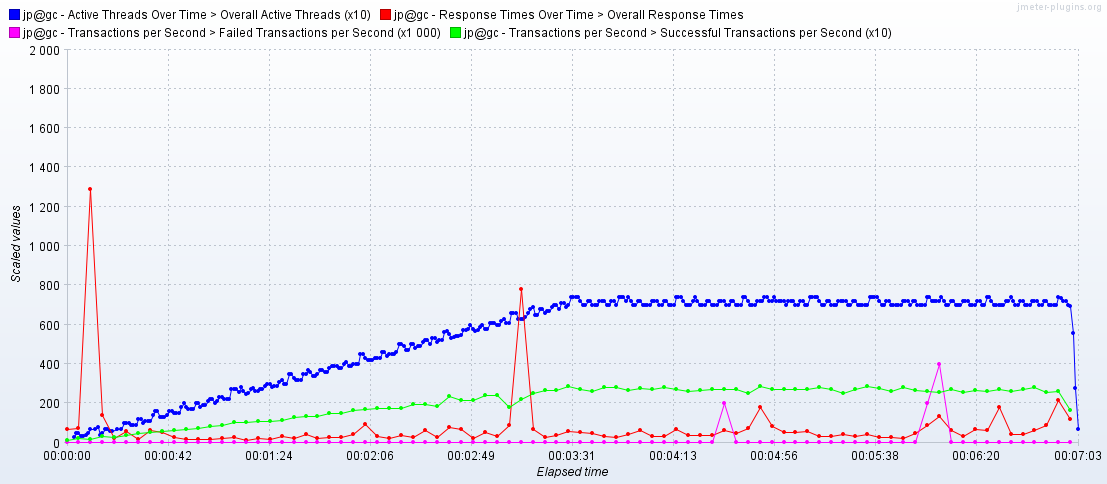 jp@gc - Active Threads Over Time > Overall Active Threads (x10) jp@gc - Response Times Over Time > Overall Response Times
jmeter-plugins.org
jp@gc - Transactions per Second > Failed Transactions per Second (x1 000) jp@gc - Transactions per Second > Successful Transactions per Second (x10)
2 000
1 800
1 600
1 400
1 200
1 000
800
600
400
200
0
Scaled values
00:00:00 00:00:42 00:01:24 00:02:06 00:02:49 00:03:31 00:04:13 00:04:56 00:05:38 00:06:20 00:07:03
Elapsed time